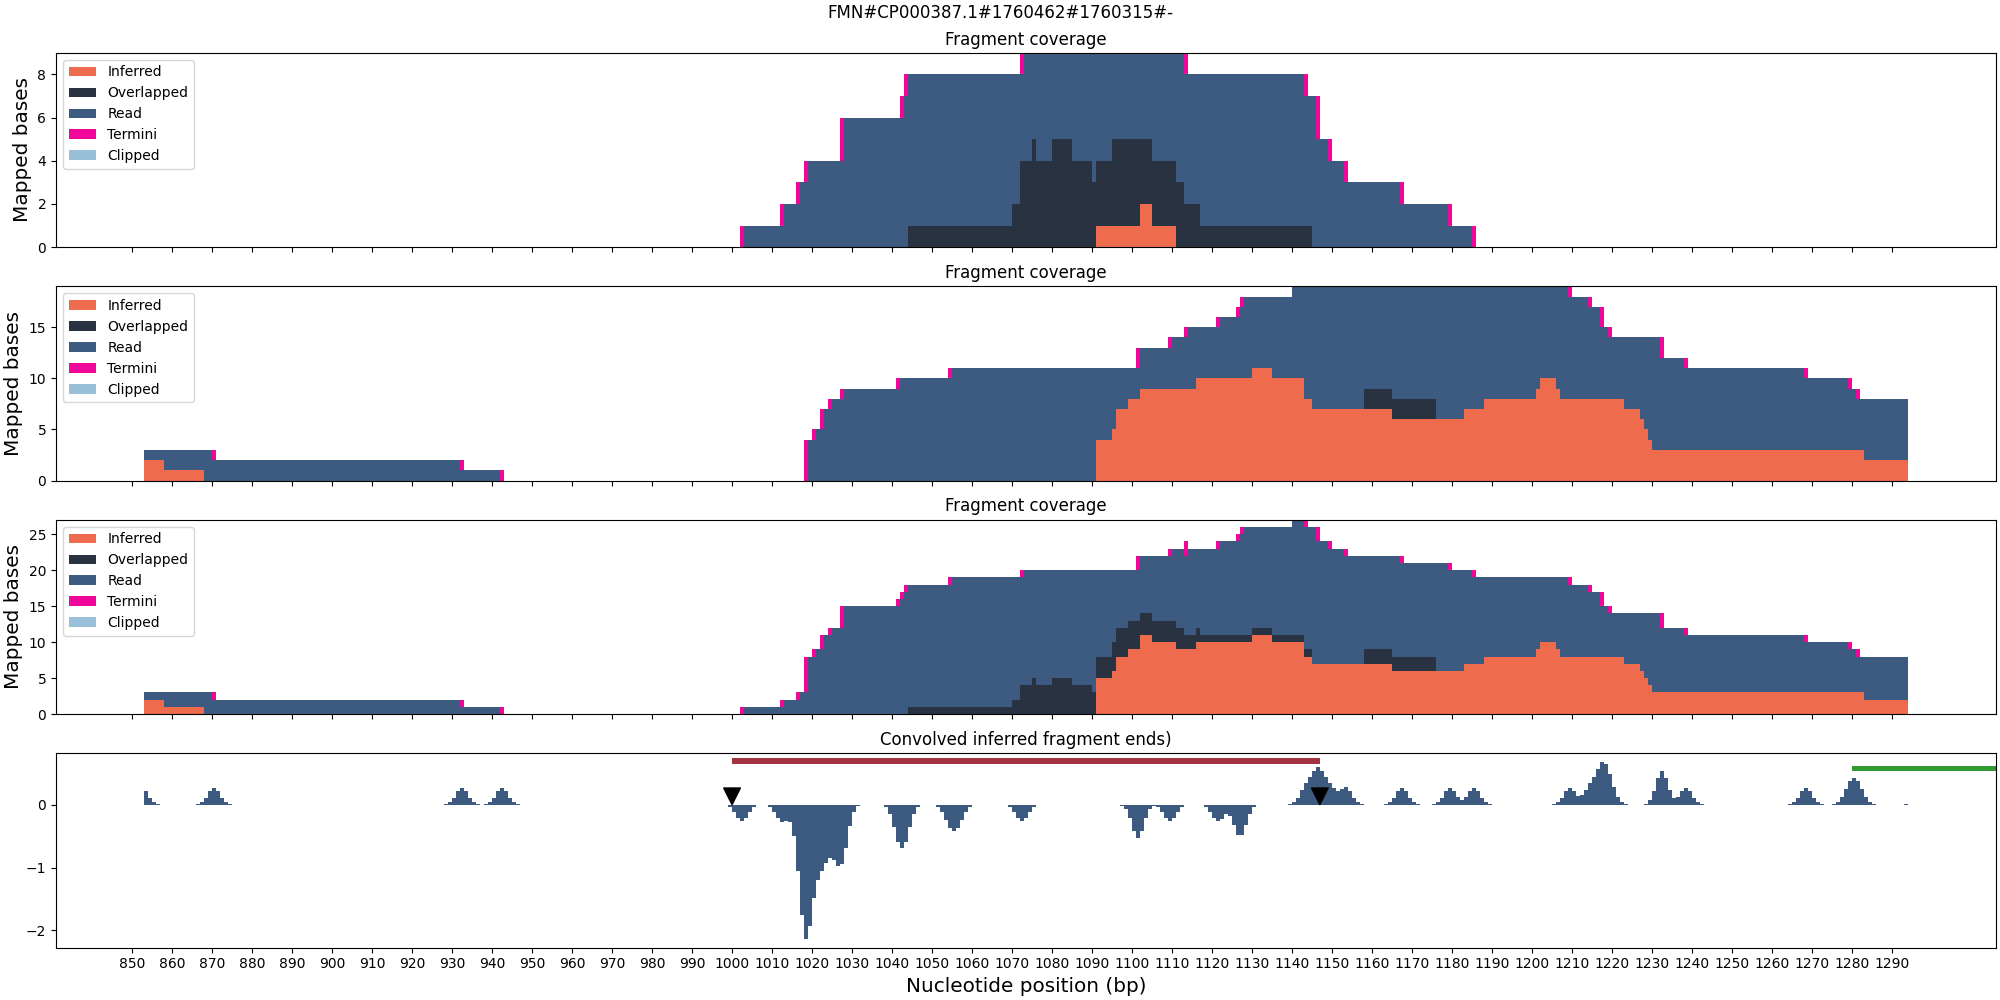 FMN#CP000387.1#1760462#1760315#-
Fragment coverage
Mapped bases
8
6
4
2
0
Inferred
Overlapped
Read
Termini
Clipped
Fragment coverage
Mapped bases
15
10
5
0
Inferred
Overlapped
Read
Termini
Clipped
Fragment coverage
Mapped bases
25
20
15
10
5
0
Inferred
Overlapped
Read
Termini
Clipped
Convolved inferred fragment ends)
0
−1
−2
850 860 870 880 890 900 910 920 930 940 950 960 970 980 990 1000 1010 1020 1030 1040 1050 1060 1070 1080 1090 1100 1110 1120 1130 1140 1150 1160 1170 1180 1190 1200 1210 1220 1230 1240 1250 1260 1270 1280 1290
Nucleotide position (bp)